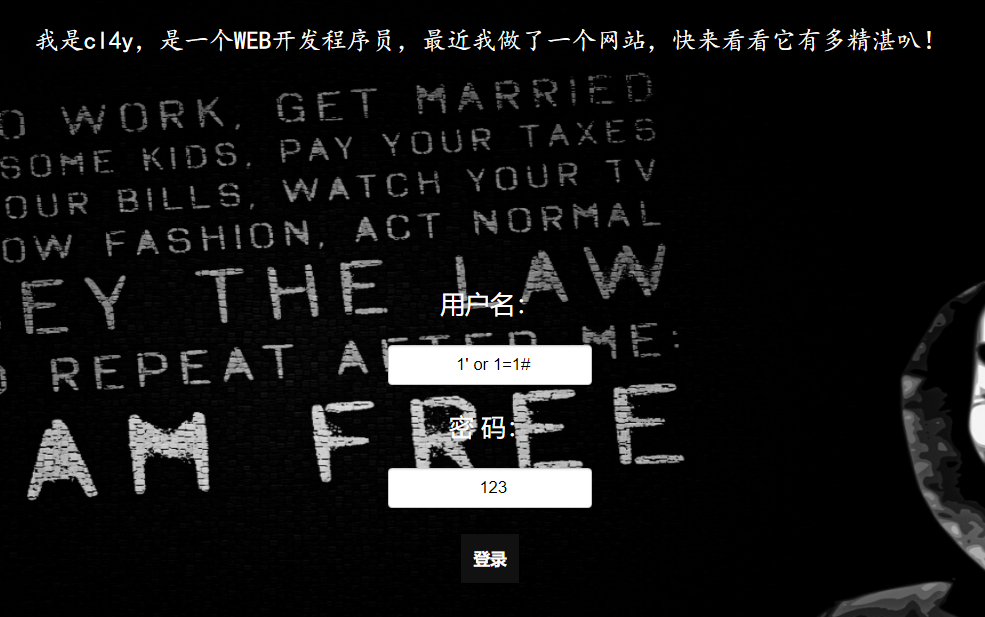 我是cl4y，是一个WEB开发程序员，最近我做了一个网站，快来看看它有多精湛叭！
O WORK, GET MARRIED
SOME KIDS, PAY YOUR TAXES
OUR BILLS, WATCH YOUR TV
OW FASHION, ACT NORMAL
EY THE LAW
用户名：
REPEAT AFTER ME:
1' or 1=1#
AM FREE
密 码：
123
登录